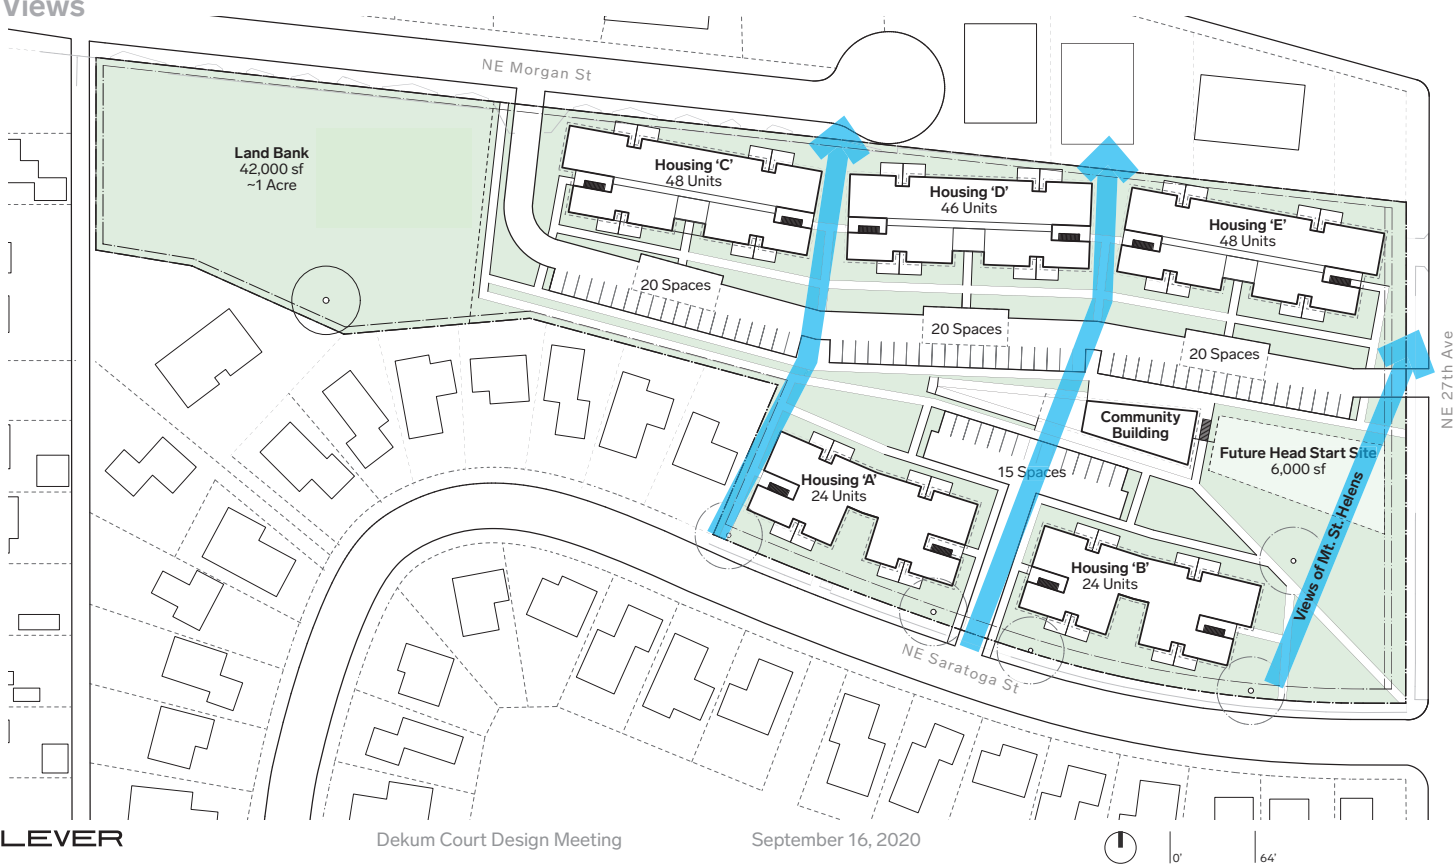 Views
NE Morgan St
Land Bank
42,000 sf
~1 Acre
Housing ‘C’
48 Units
Housing ‘D’
46 Units
Housing ‘E’
48 Units
20 Spaces
20 Spaces
20 Spaces
NE 27th Ave
Community
Building
Future Head Start Site
6,000 sf
15 Spaces
Housing ‘A’
24 Units
Housing ‘B’
24 Units
Views of Mt. St. Helens
NE Saratoga St
LEVER
Dekum Court Design Meeting
September 16, 2020
0'
64'